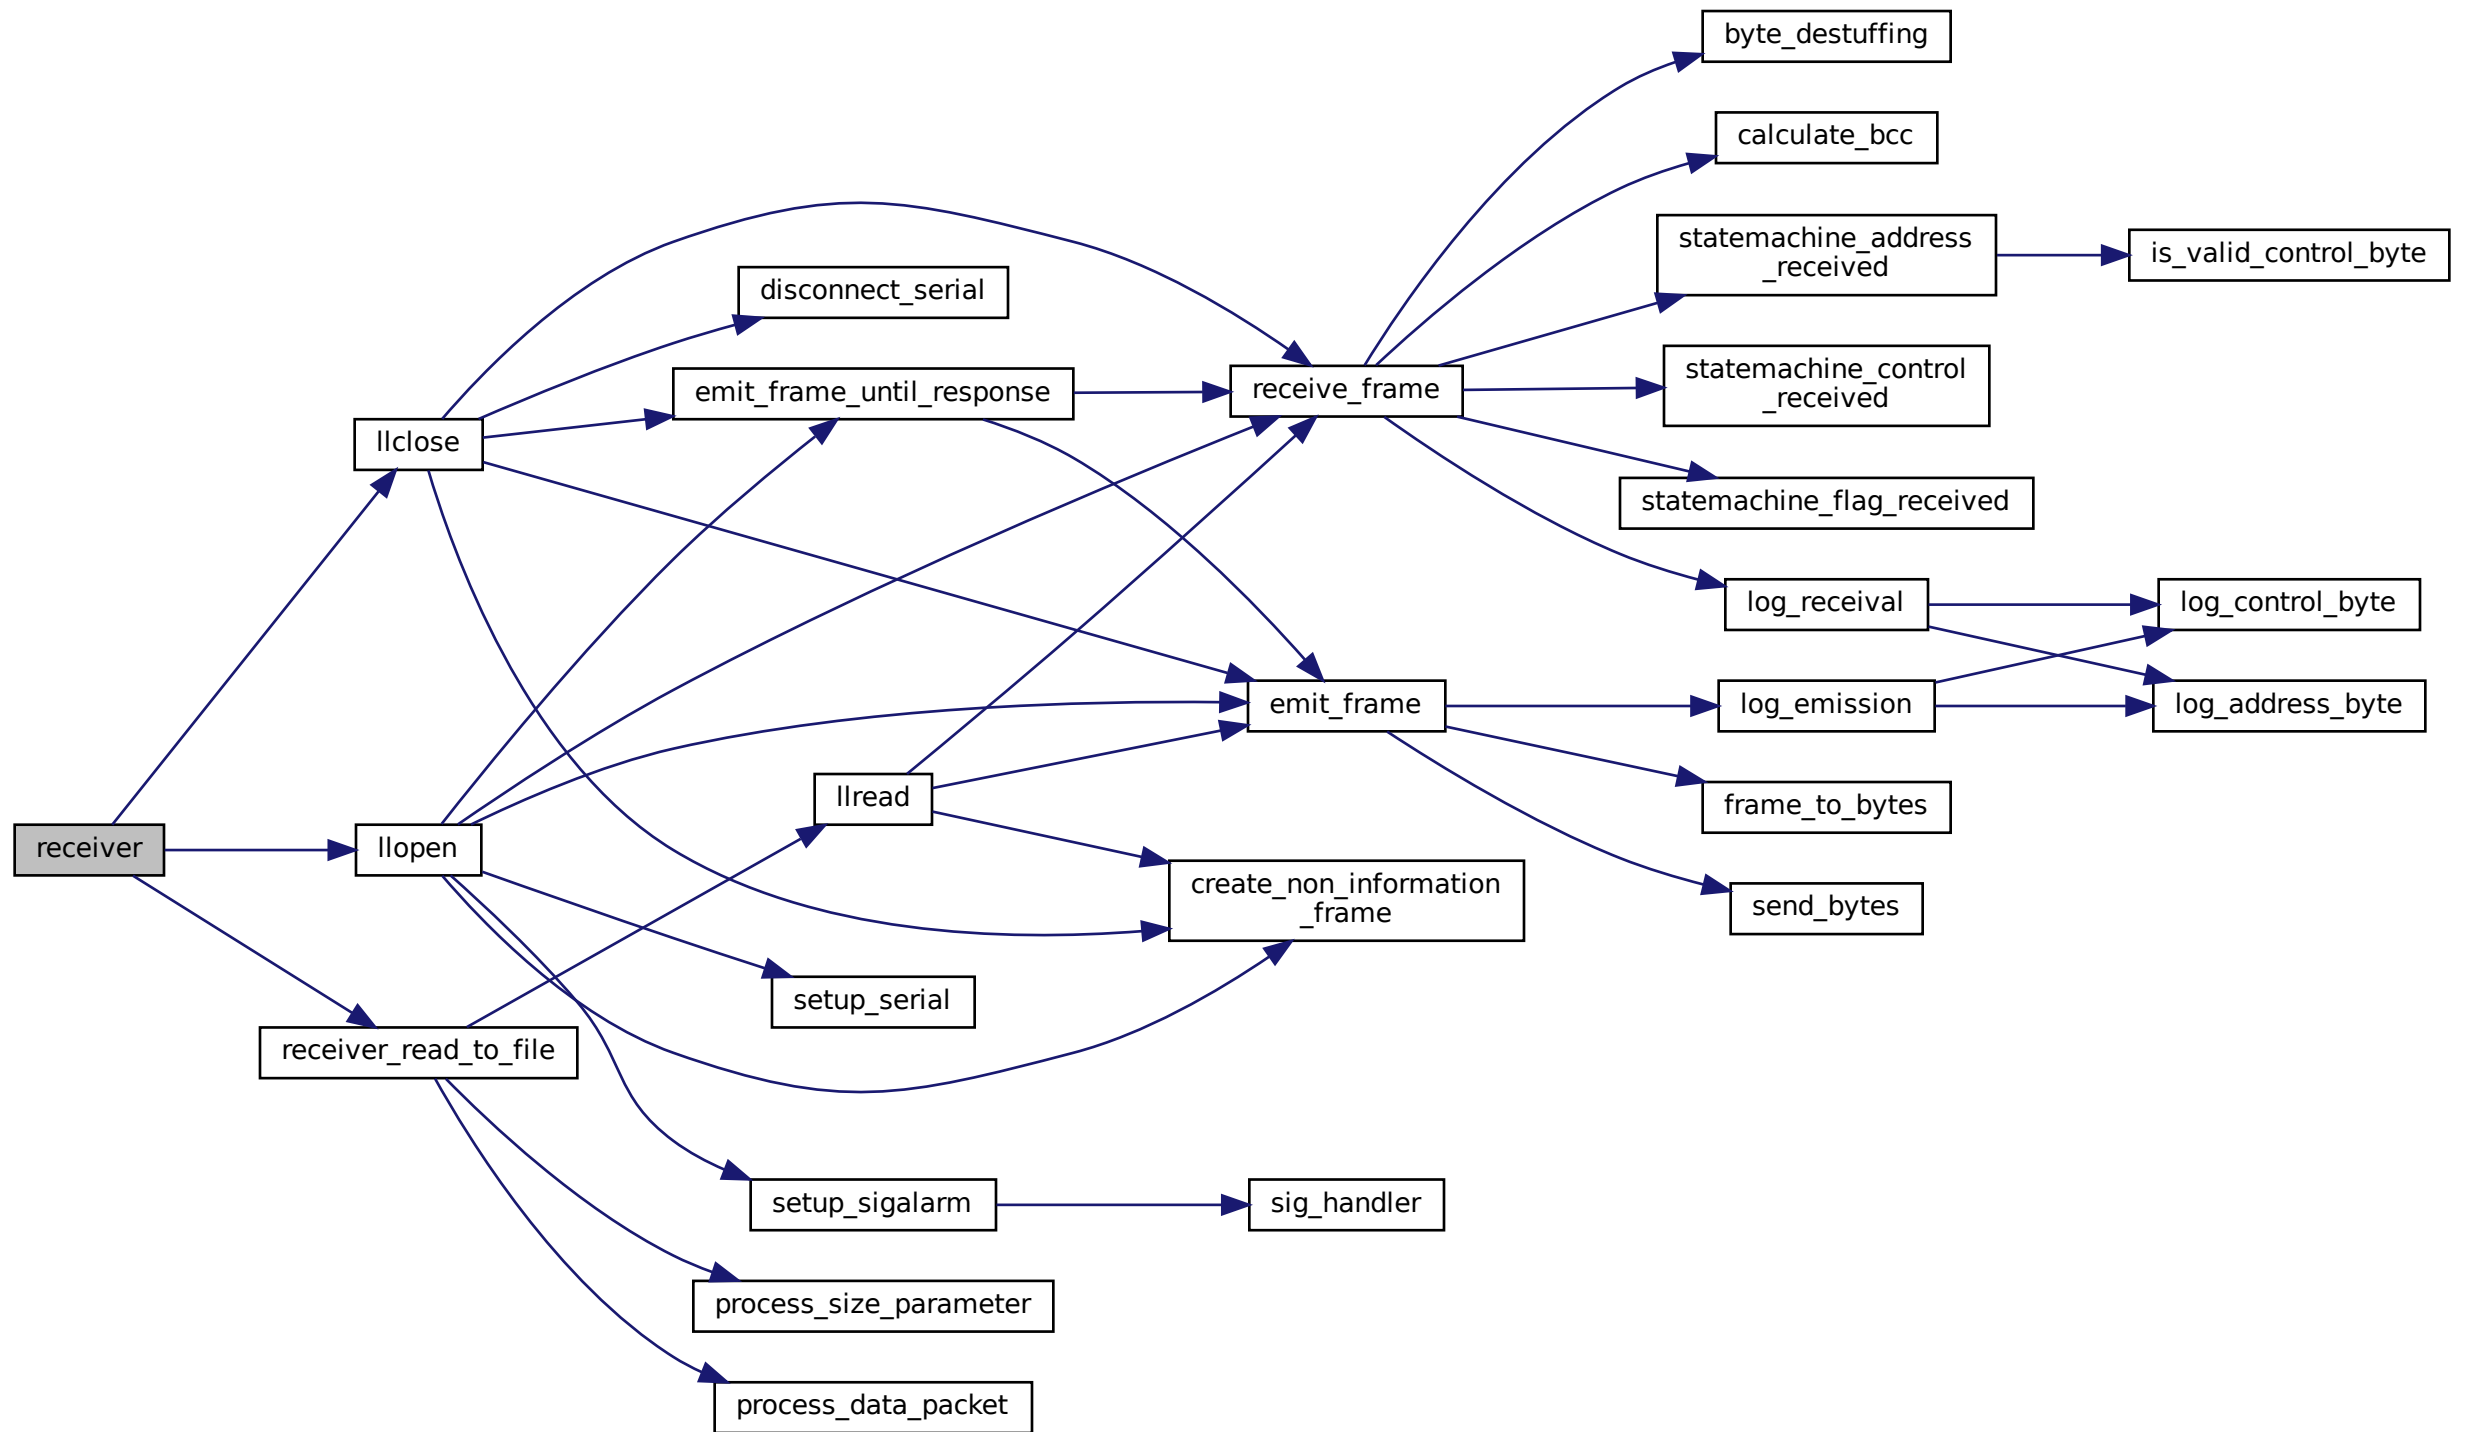 receiver
llclose
llopen
receiver_read_to_file
disconnect_serial
emit_frame_until_response
llread
setup_serial
setup_sigalarm
process_size_parameter
process_data_packet
receive_frame
emit_frame
create_non_information
_frame
sig_handler
byte_destuffing
calculate_bcc
statemachine_address
_received
statemachine_control
_received
statemachine_flag_received
log_receival
log_emission
frame_to_bytes
send_bytes
is_valid_control_byte
log_control_byte
log_address_byte